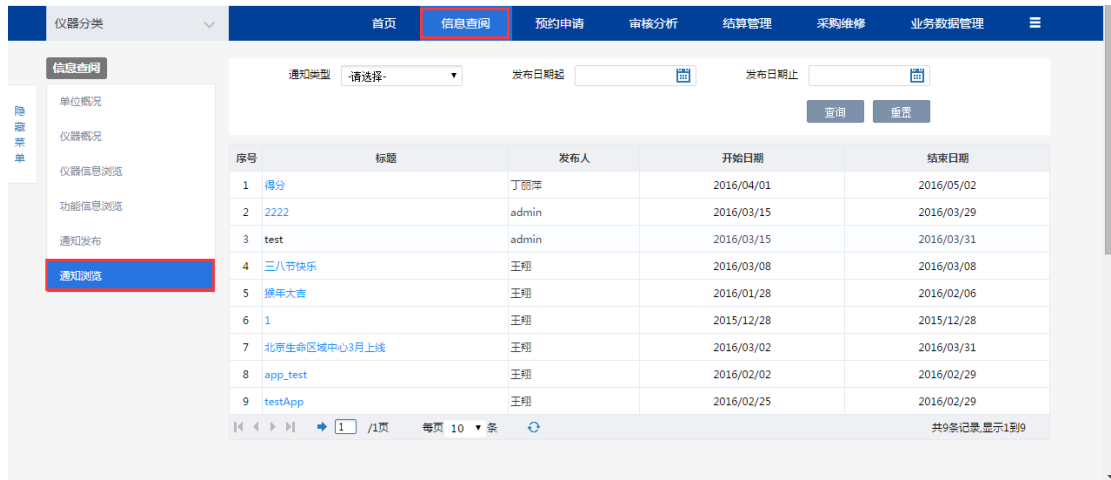 仪器分类 首页 信息查阅 预约申请 审核分析 结算管理 采购维修 业务数据管理
隐藏菜单
信息查阅
单位概况
仪器概况
仪器信息浏览
功能信息浏览
通知发布
通知浏览
通知类型 -请选择- 发布日期起 发布日期止
查询 重置
序号 标题 发布人 开始日期 结束日期
1 得分 丁丽萍 2016/04/01 2016/05/02
2 2222 admin 2016/03/15 2016/03/29
3 test admin 2016/03/15 2016/03/31
4 三八节快乐 王翔 2016/03/08 2016/03/08
5 猴年大吉 王翔 2016/01/28 2016/02/06
6 1 王翔 2015/12/28 2015/12/28
7 北京生命区域中心3月上线 王翔 2016/03/02 2016/03/31
8 app_test 王翔 2016/02/02 2016/02/29
9 testApp 王翔 2016/02/25 2016/02/29
1 /1页 每页 10 条 共9条记录,显示1到9